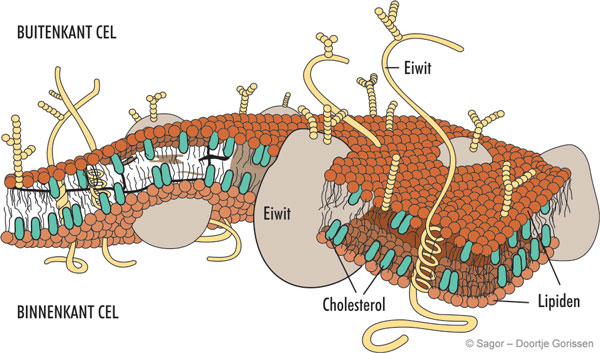 BUITENKANT CEL
Eiwit
Eiwit
Cholesterol
Lipiden
BINNENKANT CEL
© Sagor – Doortje Gorissen